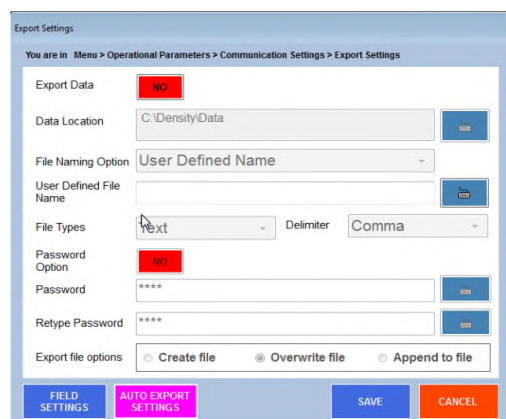 Export Settings
You are in Menu > Operational Parameters > Communication Settings > Export Settings
Export Data NO
Data Location C:\Density\Data
File Naming Option User Defined Name
User Defined File
Name
File Types Text Delimiter Comma
Password
Option NO
Password ****
Retype Password ****
Export file options Create file Overwrite file Append to file
FIELD
SETTINGS
AUTO EXPORT
SETTINGS
SAVE
CANCEL